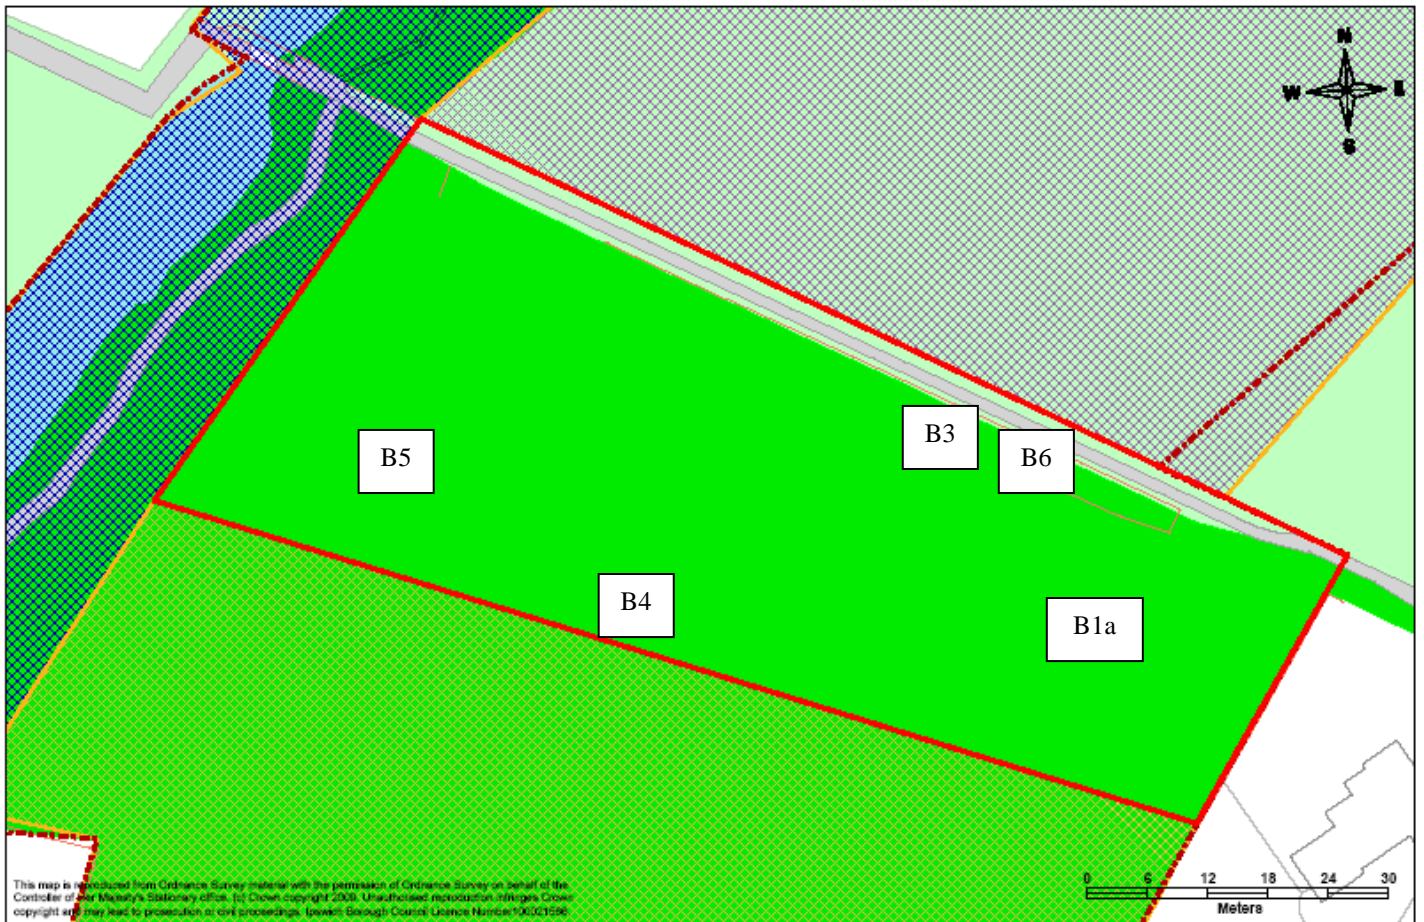 N
W E
S
B3
B5 B6
B4
B1a
This map is reproduced from Ordnance Survey material with the permission of Ordnance Survey on behalf of the
Controller of Her Majesty's Stationery office. (c) Crown copyright 2009. Unauthorised reproduction infringes Crown
copyright and may lead to prosecution or civil proceedings. Ipswich Borough Council Licence Number100021566.
0 6 12 18 24 30
Meters